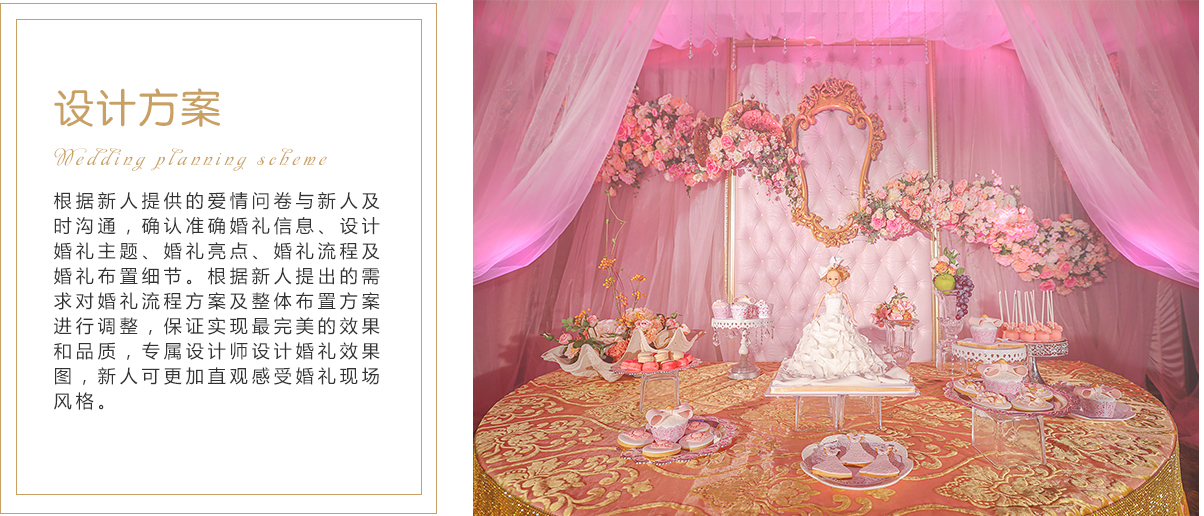 设计方案
Wedding planning scheme
根据新人提供的爱情问卷与新人及
时沟通，确认准确婚礼信息、设计
婚礼主题、婚礼亮点、婚礼流程及
婚礼布置细节。根据新人提出的需
求对婚礼流程方案及整体布置方案
进行调整，保证实现最完美的效果
和品质，专属设计师设计婚礼效果
图，新人可更加直观感受婚礼现场
风格。